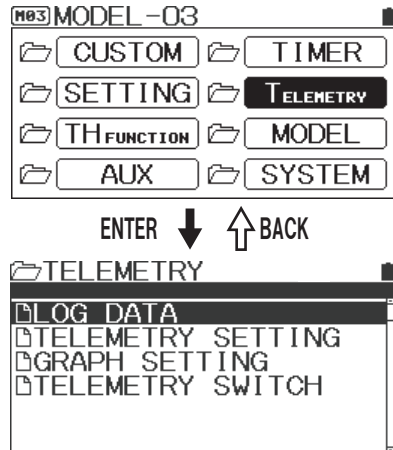 M03 MODEL-03
CUSTOM TIMER
SETTING TELEMETRY
TH FUNCTION MODEL
AUX SYSTEM
ENTER BACK
TELEMETRY
LOG DATA
TELEMETRY SETTING
GRAPH SETTING
TELEMETRY SWITCH